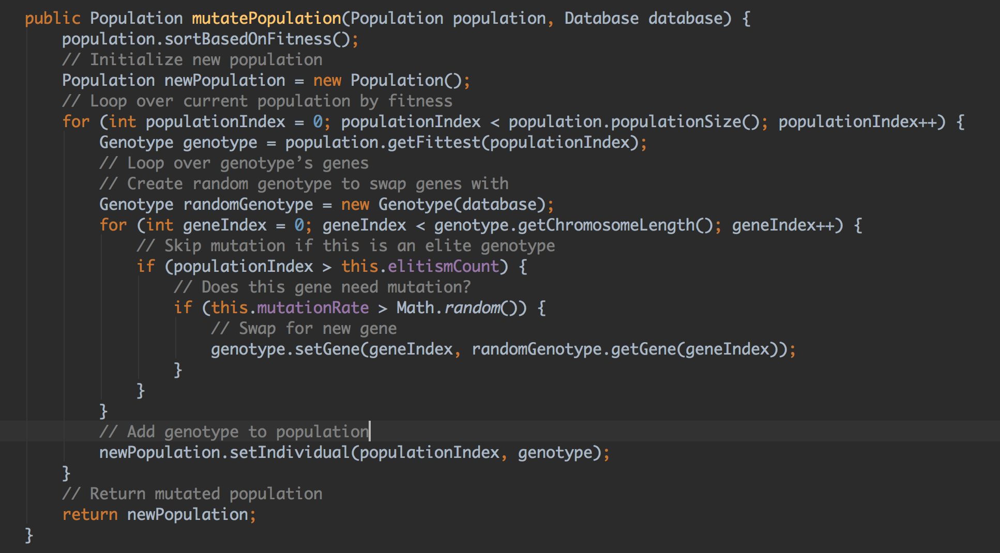 public Population mutatePopulation(Population population, Database database) {
    population.sortBasedOnFitness();
    // Initialize new population
    Population newPopulation = new Population();
    // Loop over current population by fitness
    for (int populationIndex = 0; populationIndex < population.populationSize(); populationIndex++) {
        Genotype genotype = population.getFittest(populationIndex);
        // Loop over genotype’s genes
        // Create random genotype to swap genes with
        Genotype randomGenotype = new Genotype(database);
        for (int geneIndex = 0; geneIndex < genotype.getChromosomeLength(); geneIndex++) {
            // Skip mutation if this is an elite genotype
            if (populationIndex > this.elitismCount) {
                // Does this gene need mutation?
                if (this.mutationRate > Math.random()) {
                    // Swap for new gene
                    genotype.setGene(geneIndex, randomGenotype.getGene(geneIndex));
                }
            }
        }
        // Add genotype to population
        newPopulation.setIndividual(populationIndex, genotype);
    }
    // Return mutated population
    return newPopulation;
}